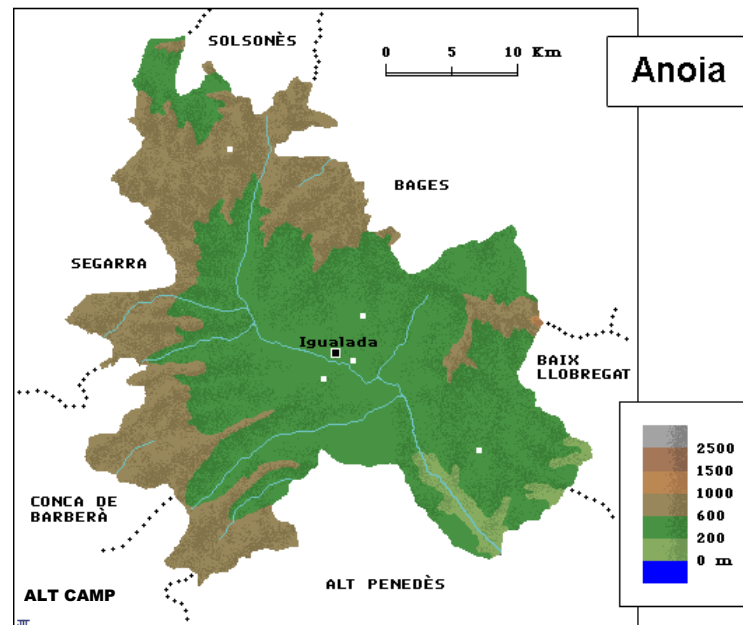 SOLSONÈS
0 5 10 Km
Anoia
BAGES
SEGARRA
Igualada
BAIX
LLOBREGAT
2500
1500
1000
600
200
0 m
CONCA DE
BARBERÀ
ALT PENEDÈS
ALT CAMP